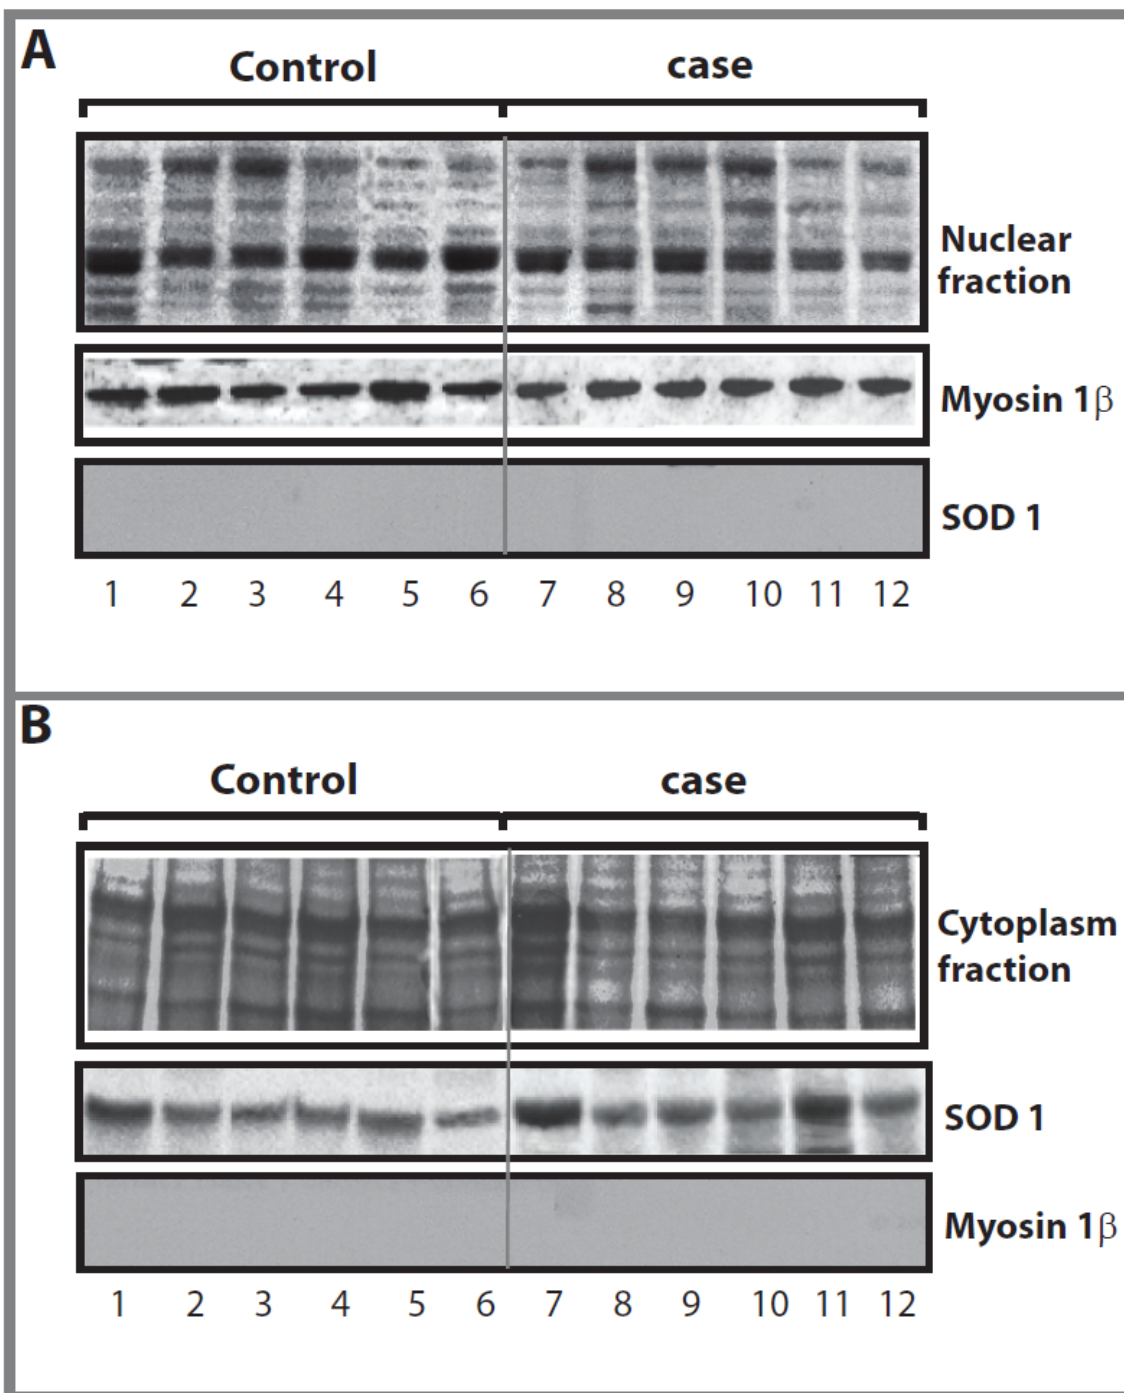 A
Control case
Nuclear
fraction
Myosin 1β
SOD 1
1 2 3 4 5 6 7 8 9 10 11 12
B
Control case
Cytoplasm
fraction
SOD 1
Myosin 1β
1 2 3 4 5 6 7 8 9 10 11 12